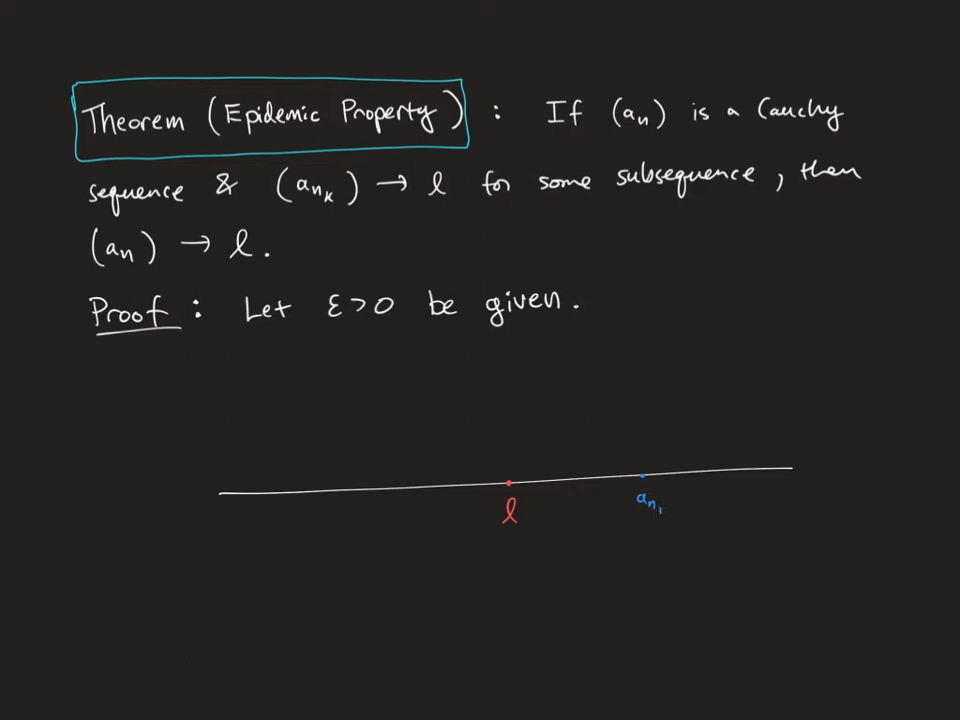 Theorem (Epidemic Property) : If (aₙ) is a Cauchy
sequence & (aₙₖ) → l for some subsequence, then
(aₙ) → l.
Proof : Let ε>0 be given.
l aₙ₁